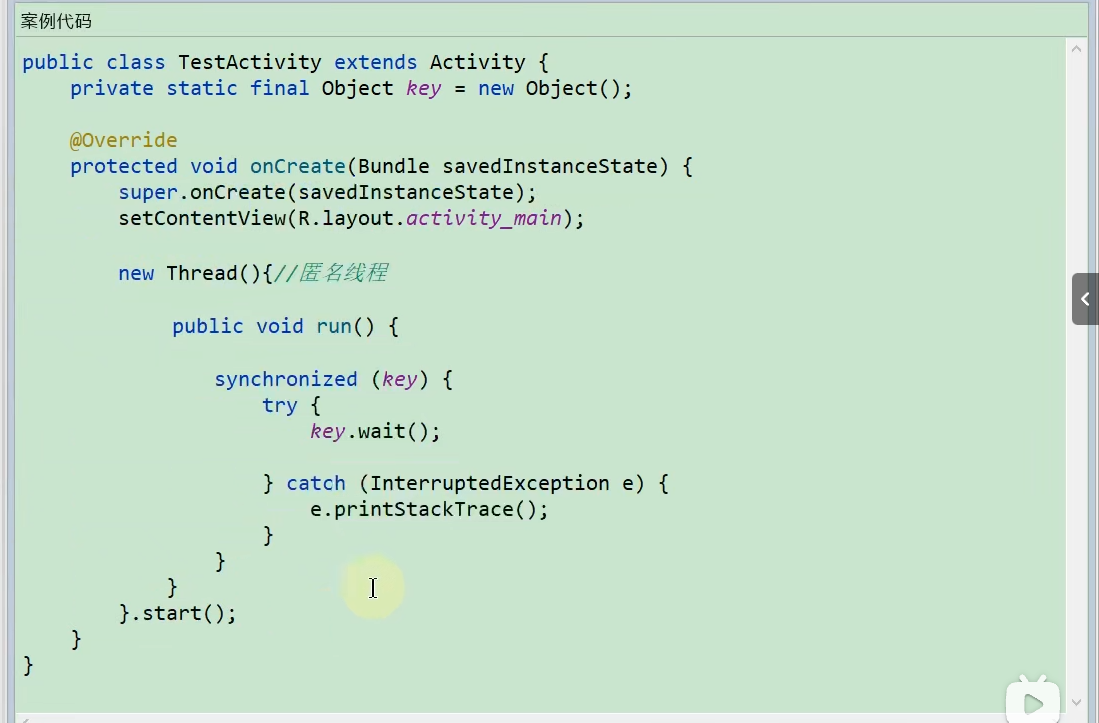 案例代码
public class TestActivity extends Activity {
    private static final Object key = new Object();
    @Override
    protected void onCreate(Bundle savedInstanceState) {
        super.onCreate(savedInstanceState);
        setContentView(R.layout.activity_main);
        new Thread(){//匿名线程
            public void run() {
                synchronized (key) {
                    try {
                        key.wait();
                    } catch (InterruptedException e) {
                        e.printStackTrace();
                    }
                }
            }
        }.start();
    }
}